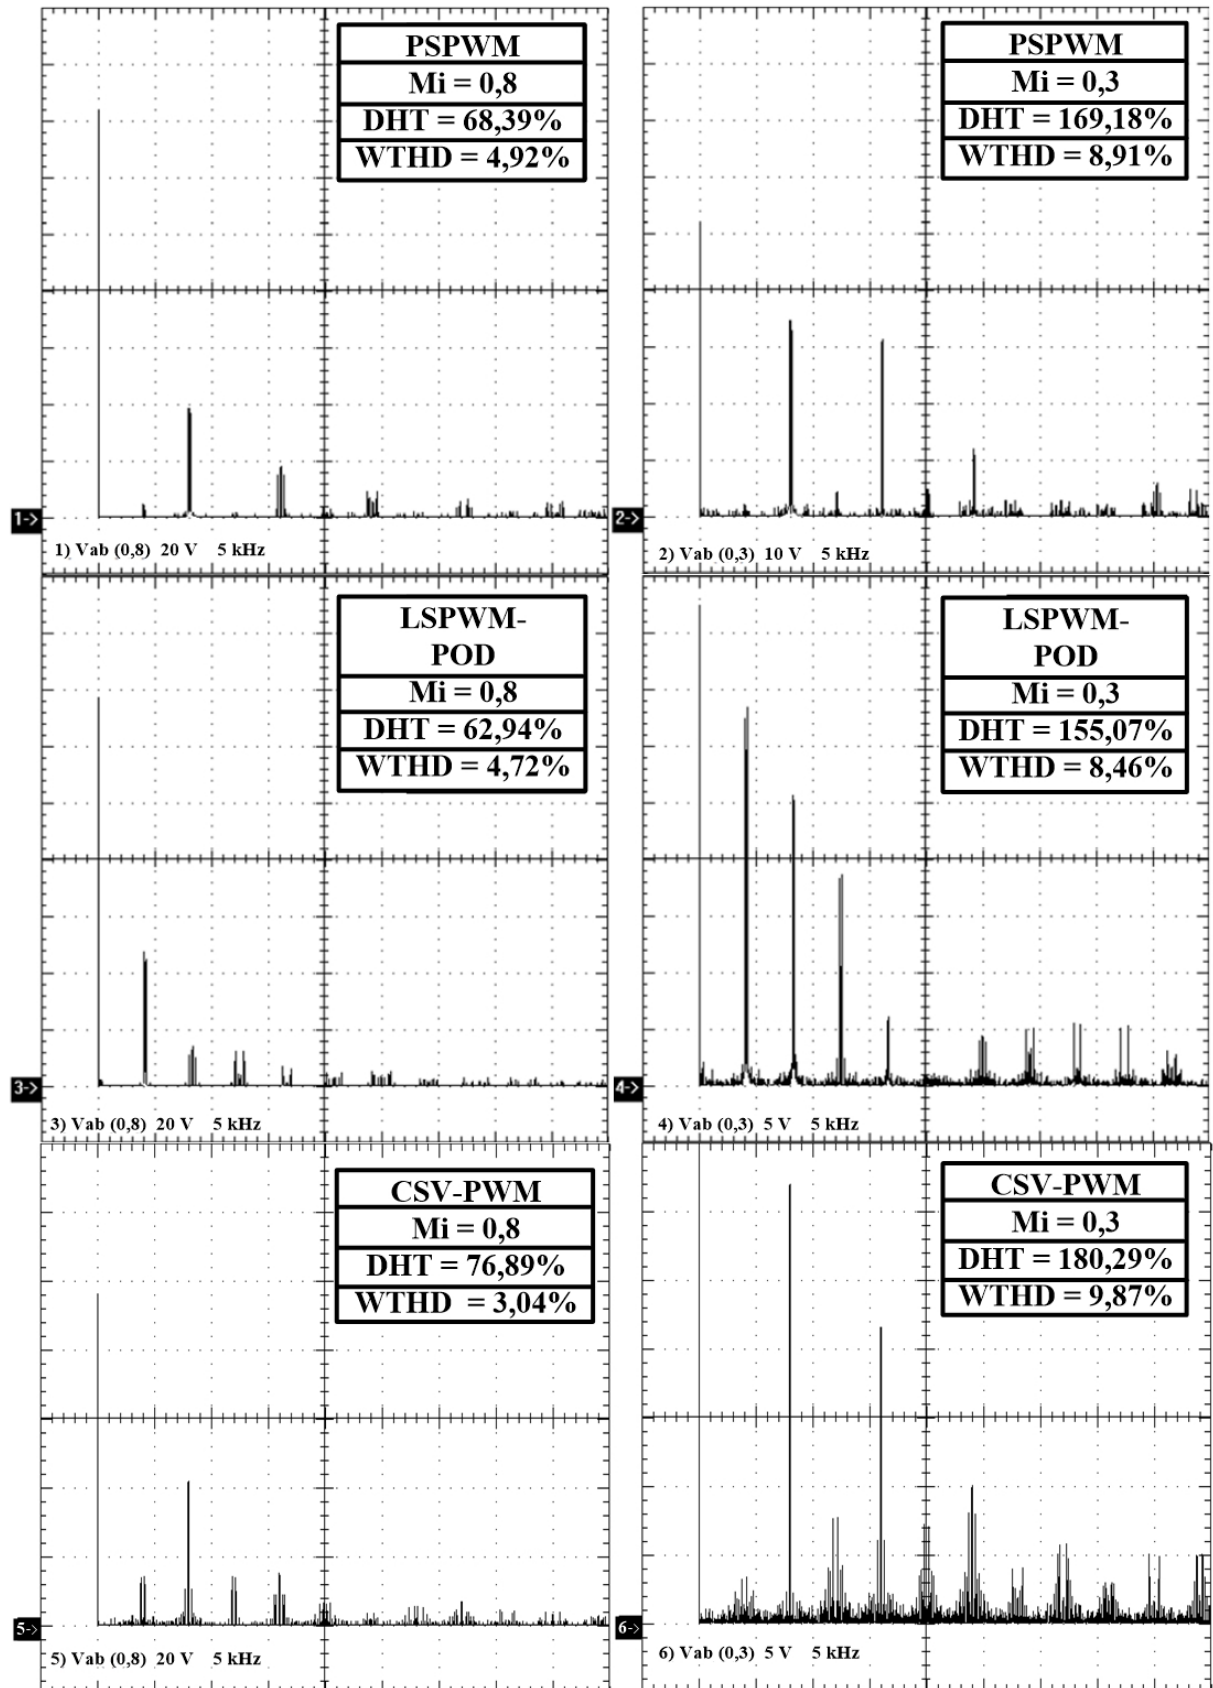 PSPWM
Mi = 0,8
DHT = 68,39%
WTHD = 4,92%
1->
1) Vab (0,8) 20 V 5 kHz
PSPWM
Mi = 0,3
DHT = 169,18%
WTHD = 8,91%
2->
2) Vab (0,3) 10 V 5 kHz
LSPWM-
POD
Mi = 0,8
DHT = 62,94%
WTHD = 4,72%
3->
3) Vab (0,8) 20 V 5 kHz
LSPWM-
POD
Mi = 0,3
DHT = 155,07%
WTHD = 8,46%
4->
4) Vab (0,3) 5 V 5 kHz
CSV-PWM
Mi = 0,8
DHT = 76,89%
WTHD = 3,04%
5->
5) Vab (0,8) 20 V 5 kHz
CSV-PWM
Mi = 0,3
DHT = 180,29%
WTHD = 9,87%
6->
6) Vab (0,3) 5 V 5 kHz